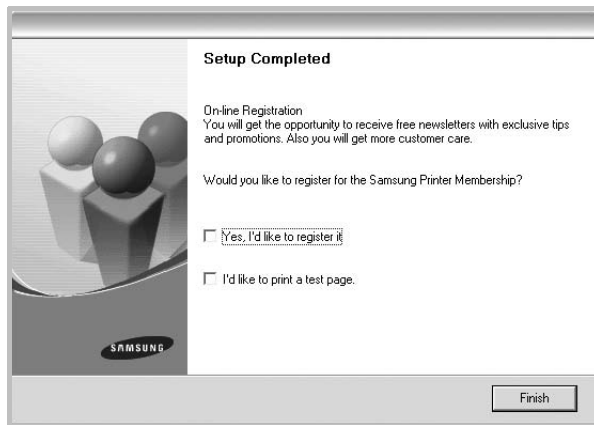 Setup Completed
On-line Registration
You will get the opportunity to receive free newsletters with exclusive tips
and promotions. Also you will get more customer care.
Would you like to register for the Samsung Printer Membership?
Yes, I'd like to register it
I'd like to print a test page.
SAMSUNG
Finish